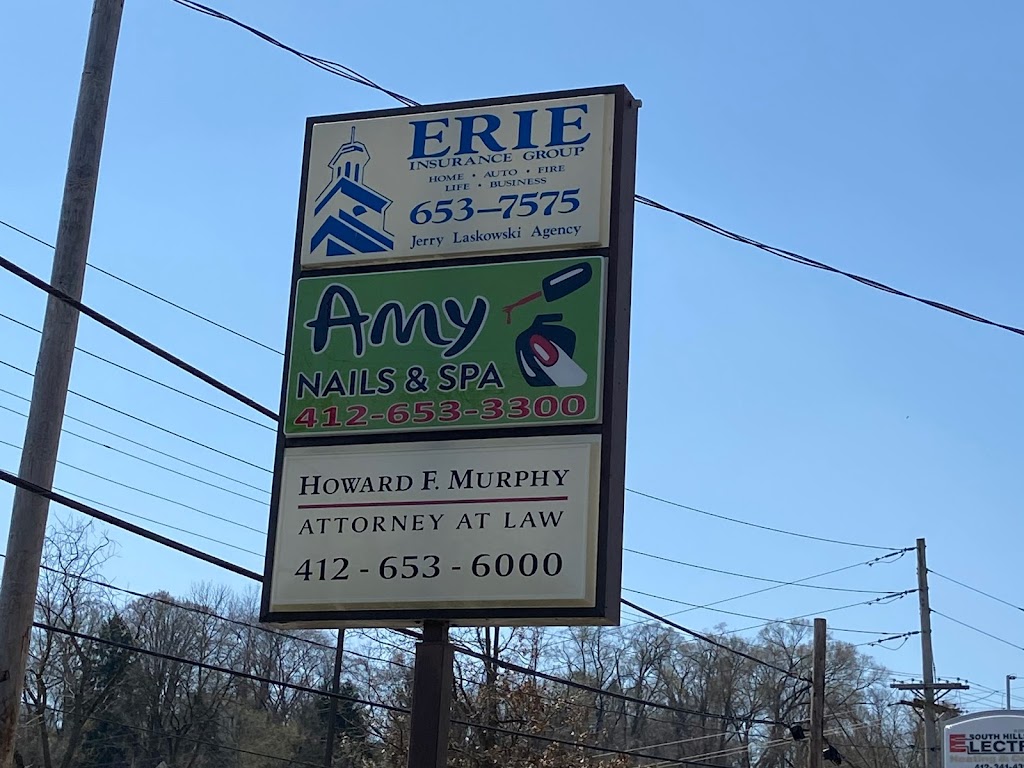 ERIE
INSURANCE GROUP
HOME · AUTO · FIRE
LIFE · BUSINESS
653-7575
Jerry Laskowski Agency
Amy
NAILS & SPA
412-653-3300
HOWARD F. MURPHY
ATTORNEY AT LAW
412 - 653 - 6000
SOUTH HILL
ELECTR